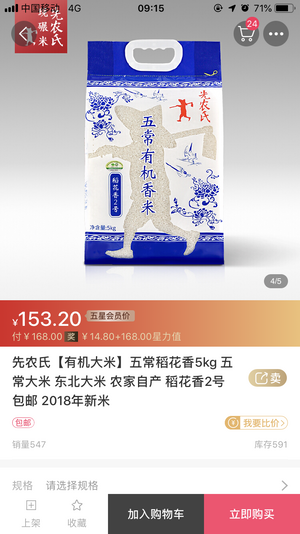 中国移动 4G 09:15 71%
先农氏
现碾米
24
先农氏
五常有机香米
稻花香2号
净含量:5kg
4/5
¥153.20 五星会员价
付¥168.00 奖 ¥14.80+168.00星力值
先农氏【有机大米】五常稻花香5kg 五
常大米 东北大米 农家自产 稻花香2号
包邮 2018年新米
卖
包邮
我要比价>
销量547
库存591
规格 请选择规格
上架
收藏
加入购物车
立即购买